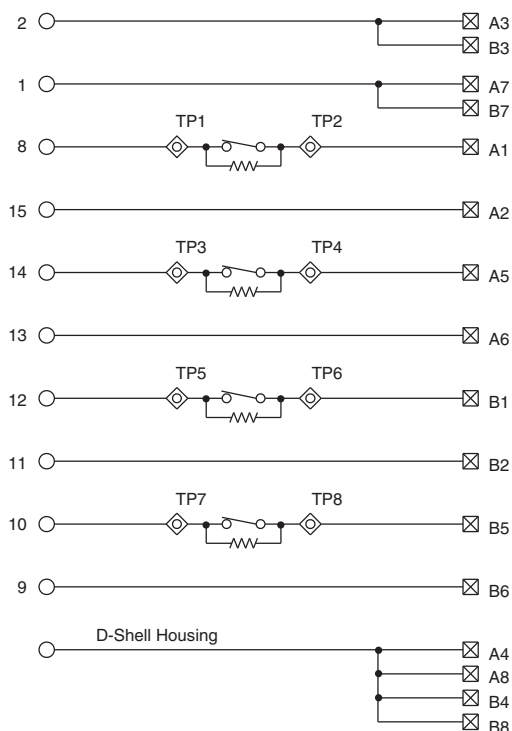 2 A3
B3
1 A7
B7
TP1 TP2
8 A1
15 A2
TP3 TP4
14 A5
13 A6
TP5 TP6
12 B1
11 B2
TP7 TP8
10 B5
9 B6
D-Shell Housing
A4
A8
B4
B8